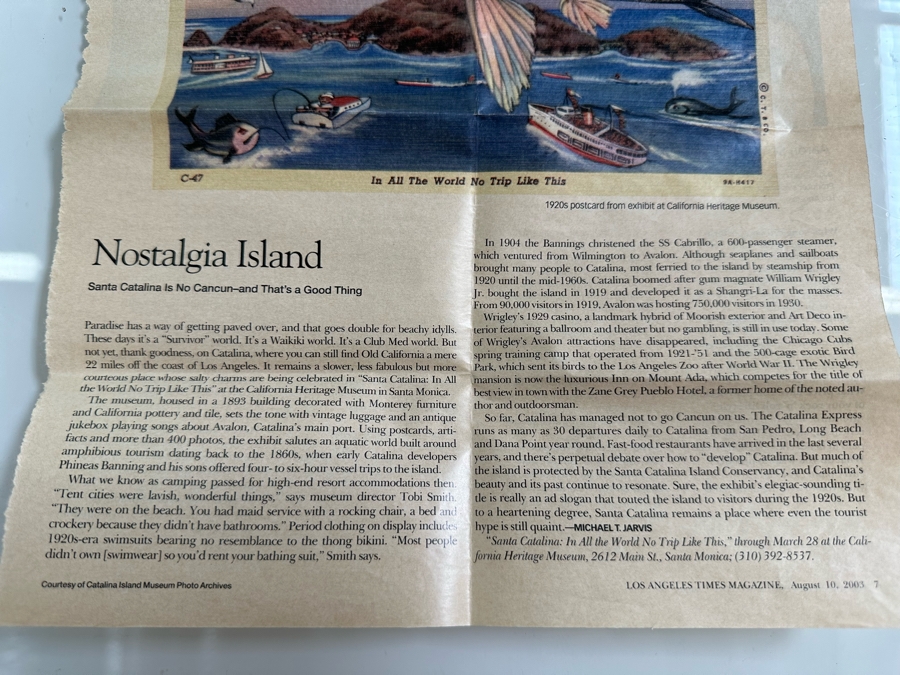 © C. T. & CO.
C-47
In All The World No Trip Like This
9A-H417
1920s postcard from exhibit at California Heritage Museum.
Nostalgia Island
Santa Catalina Is No Cancun–and That's a Good Thing
Paradise has a way of getting paved over, and that goes double for beachy idylls.
These days it's a "Survivor" world. It's a Waikiki world. It's a Club Med world. But
not yet, thank goodness, on Catalina, where you can still find Old California a mere
22 miles off the coast of Los Angeles. It remains a slower, less fabulous but more
courteous place whose salty charms are being celebrated in "Santa Catalina: In All
the World No Trip Like This" at the California Heritage Museum in Santa Monica.
The museum, housed in a 1893 building decorated with Monterey furniture
and California pottery and tile, sets the tone with vintage luggage and an antique
jukebox playing songs about Avalon, Catalina's main port. Using postcards, arti-
facts and more than 400 photos, the exhibit salutes an aquatic world built around
amphibious tourism dating back to the 1860s, when early Catalina developers
Phineas Banning and his sons offered four- to six-hour vessel trips to the island.
What we know as camping passed for high-end resort accommodations then.
"Tent cities were lavish, wonderful things," says museum director Tobi Smith.
"They were on the beach. You had maid service with a rocking chair, a bed and
crockery because they didn't have bathrooms." Period clothing on display includes
1920s-era swimsuits bearing no resemblance to the thong bikini. "Most people
didn't own [swimwear] so you'd rent your bathing suit," Smith says.
In 1904 the Bannings christened the SS Cabrillo, a 600-passenger steamer,
which ventured from Wilmington to Avalon. Although seaplanes and sailboats
brought many people to Catalina, most ferried to the island by steamship from
1920 until the mid-1960s. Catalina boomed after gum magnate William Wrigley
Jr. bought the island in 1919 and developed it as a Shangri-La for the masses.
From 90,000 visitors in 1919, Avalon was hosting 750,000 visitors in 1930.
Wrigley's 1929 casino, a landmark hybrid of Moorish exterior and Art Deco in-
terior featuring a ballroom and theater but no gambling, is still in use today. Some
of Wrigley's Avalon attractions have disappeared, including the Chicago Cubs
spring training camp that operated from 1921-'51 and the 500-cage exotic Bird
Park, which sent its birds to the Los Angeles Zoo after World War II. The Wrigley
mansion is now the luxurious Inn on Mount Ada, which competes for the title of
best view in town with the Zane Grey Pueblo Hotel, a former home of the noted au-
thor and outdoorsman.
So far, Catalina has managed not to go Cancun on us. The Catalina Express
runs as many as 30 departures daily to Catalina from San Pedro, Long Beach
and Dana Point year round. Fast-food restaurants have arrived in the last several
years, and there's perpetual debate over how to "develop" Catalina. But much of
the island is protected by the Santa Catalina Island Conservancy, and Catalina's
beauty and its past continue to resonate. Sure, the exhibit's elegiac-sounding ti-
tle is really an ad slogan that touted the island to visitors during the 1920s. But
to a heartening degree, Santa Catalina remains a place where even the tourist
hype is still quaint.—MICHAEL T. JARVIS
"Santa Catalina: In All the World No Trip Like This," through March 28 at the Cali-
fornia Heritage Museum, 2612 Main St., Santa Monica; (310) 392-8537.
Courtesy of Catalina Island Museum Photo Archives
LOS ANGELES TIMES MAGAZINE, August 10, 2003 7